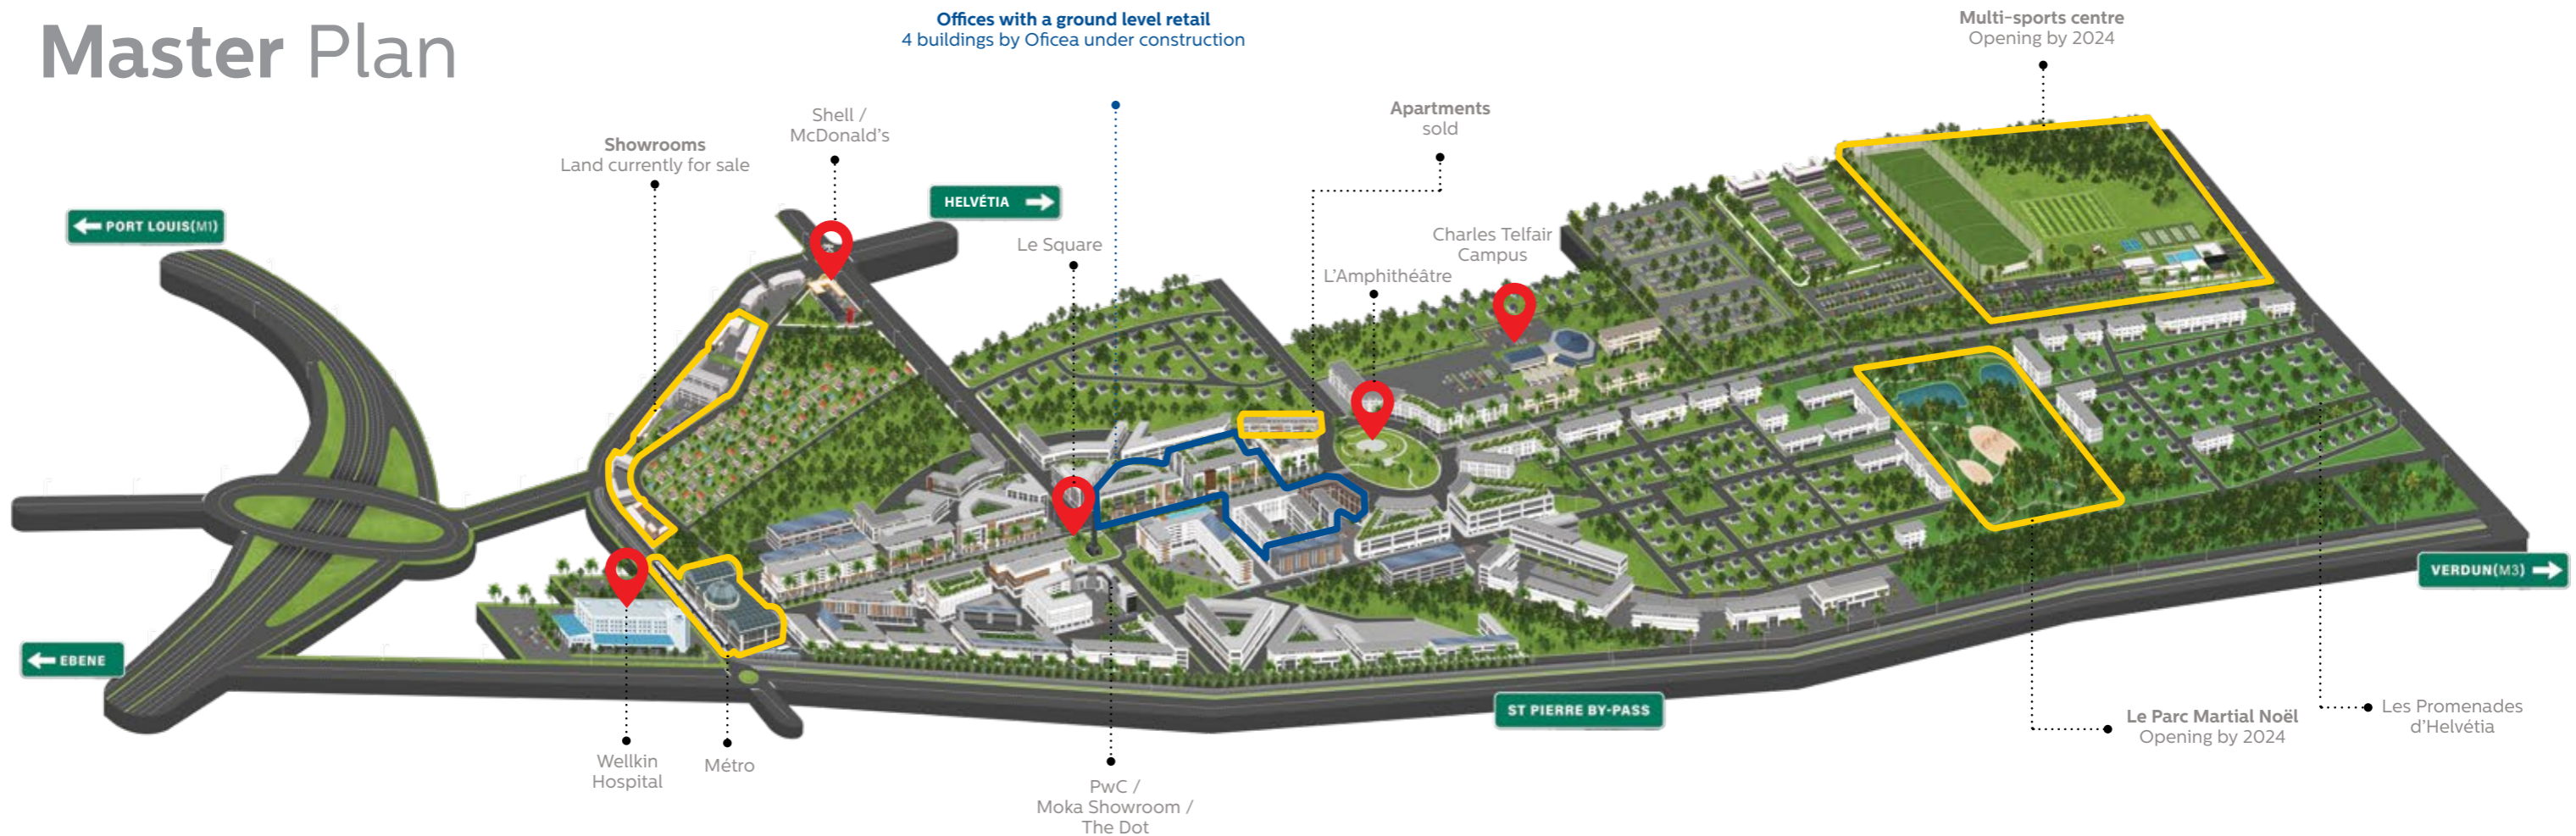 Master Plan
Offices with a ground level retail
4 buildings by Oficea under construction
Multi-sports centre
Opening by 2024
Shell /
McDonald's
Apartments
sold
Showrooms
Land currently for sale
HELVÉTIA
PORT LOUIS(M1)
Le Square
Charles Telfair
Campus
L'Amphithéâtre
VERDUN(M3)
EBENE
ST PIERRE BY-PASS
Les Promenades
d'Helvétia
Le Parc Martial Noël
Opening by 2024
Wellkin
Hospital
Métro
PwC /
Moka Showroom /
The Dot